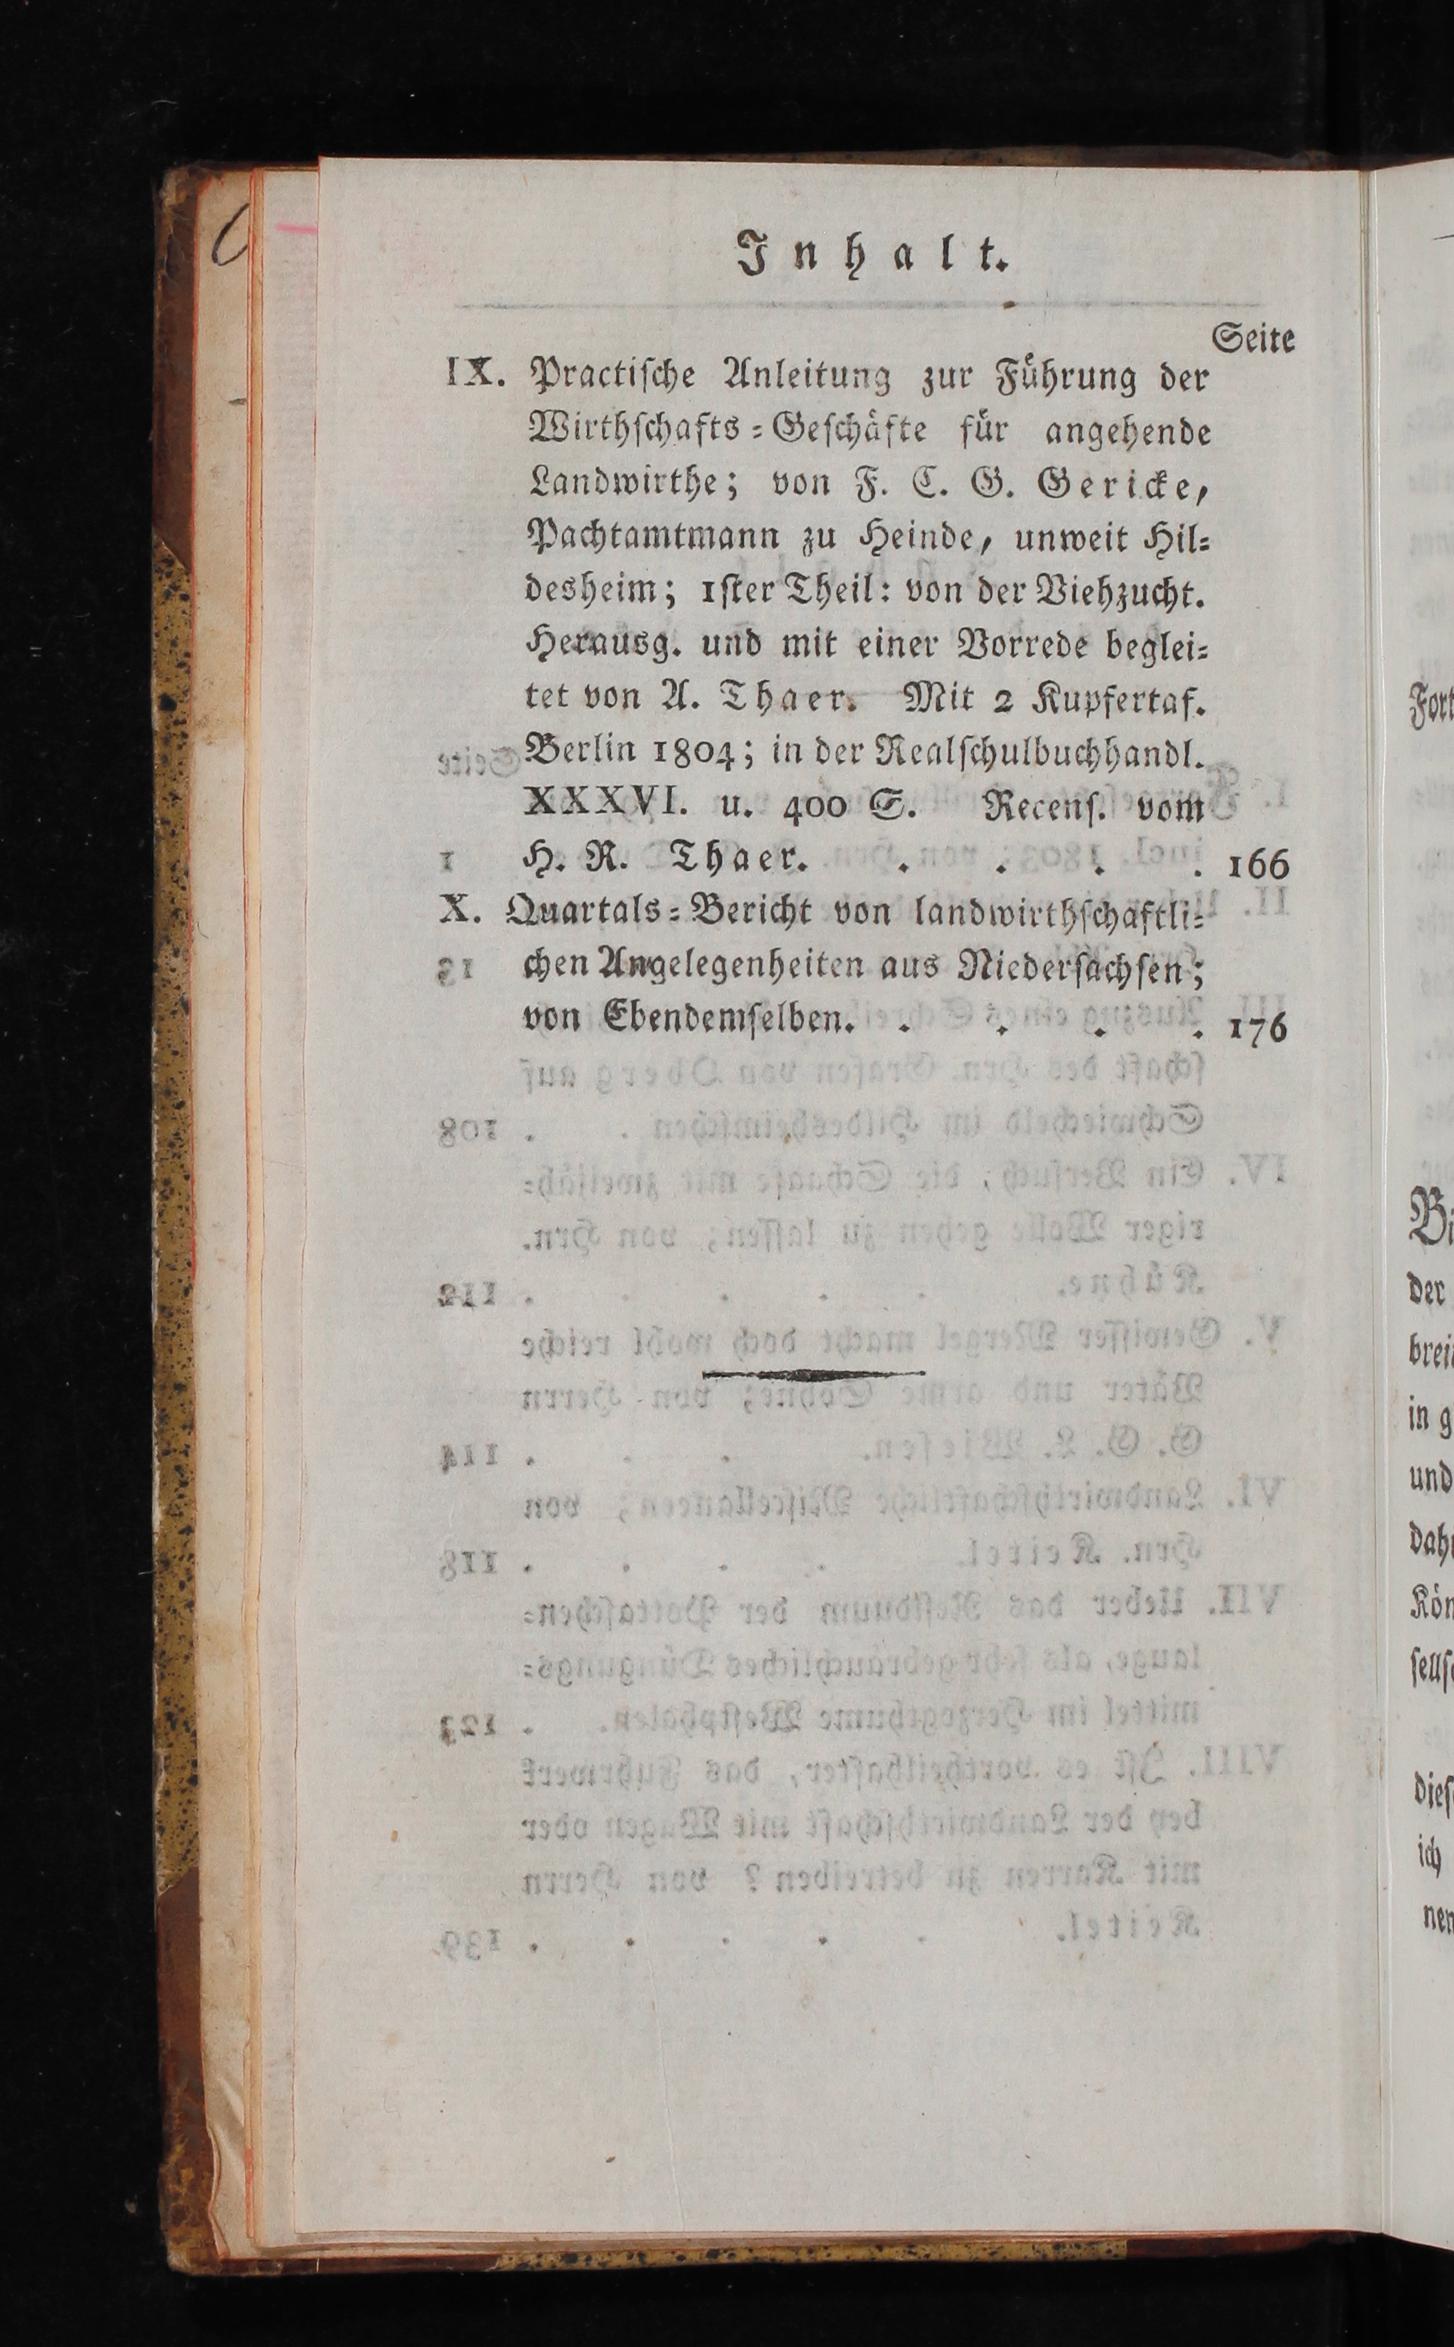 Inhalt.
Seite
IX. Practiſche Anleitung zur Führung der
Wirthſchafts=Geſchäfte für angehende
Landwirthe; von F. C. G. Gericke,
Pachtamtmann zu Heinde, unweit Hil=
desheim; 1ſter Theil: von der Viehzucht.
Herausg. und mit einer Vorrede beglei=
tet von A. Thaer. Mit 2 Kupfertaf.
Berlin 1804; in der Realſchulbuchhandl.
XXXVI. u. 400 S. Recenſ. vom
H. R. Thaer. . . . . 166
X. Quartals=Bericht von landwirthſchaftli=
chen Angelegenheiten aus Niederſachſen;
von Ebendemſelben. . . . . 176